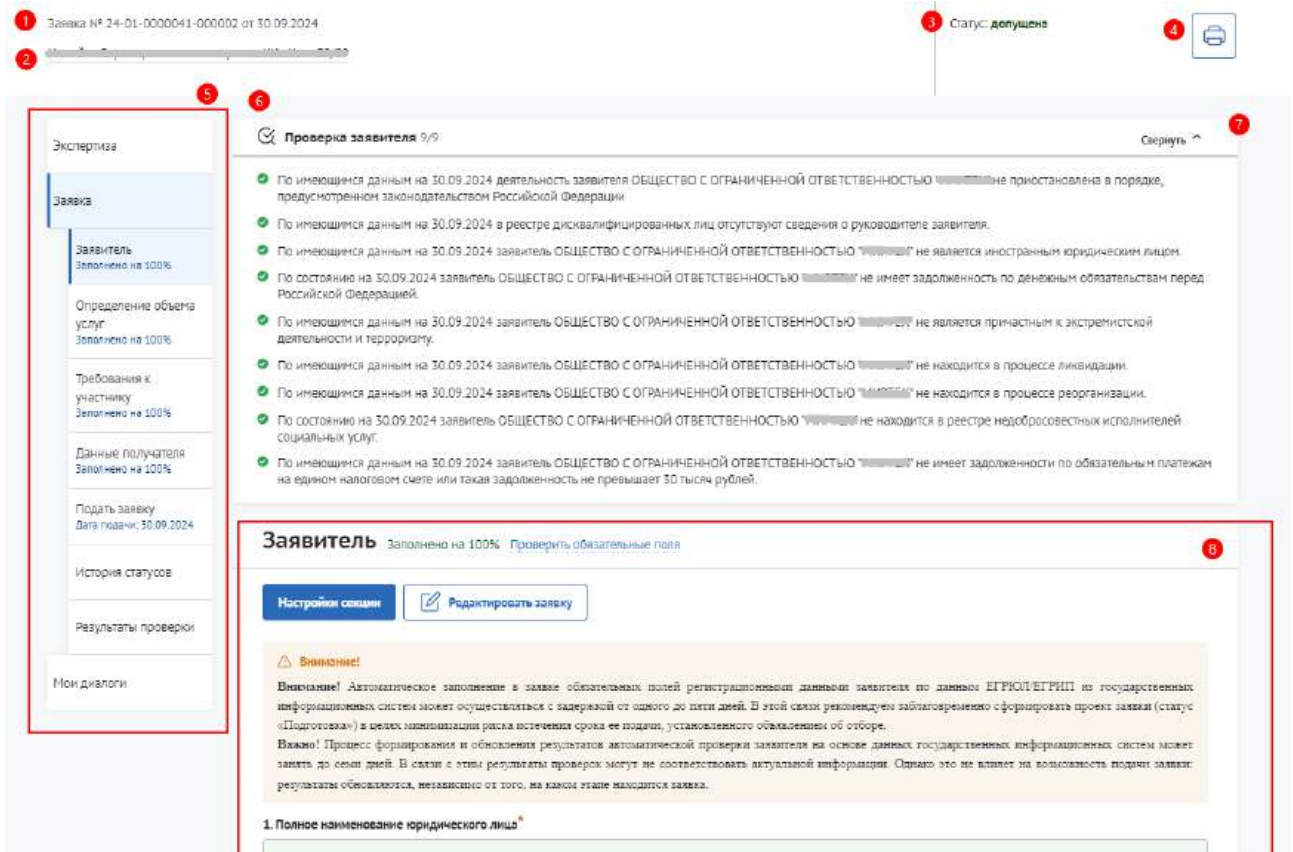 1 Заявка № 24-01-0000041-000002 от 30.09.2024
2
3 Статус: допущена
4
5
6
7
Экспертиза
Заявка
Заявитель
Заполнено на 100%
Определение объема
услуг
Заполнено на 100%
Требования к
участнику
Заполнено на 100%
Данные получателя
Заполнено на 100%
Подать заявку
Дата подачи: 30.09.2024
История статусов
Результаты проверки
Мои диалоги
Проверка заявителя 9/9
Свернуть
По имеющимся данным на 30.09.2024 деятельность заявителя ОБЩЕСТВО С ОГРАНИЧЕННОЙ ОТВЕТСТВЕННОСТЬЮ не приостановлена в порядке,
предусмотренном законодательством Российской Федерации
По имеющимся данным на 30.09.2024 в реестре дисквалифицированных лиц отсутствуют сведения о руководителе заявителя.
По имеющимся данным на 30.09.2024 заявитель ОБЩЕСТВО С ОГРАНИЧЕННОЙ ОТВЕТСТВЕННОСТЬЮ " " не является иностранным юридическим лицом.
По состоянию на 30.09.2024 заявитель ОБЩЕСТВО С ОГРАНИЧЕННОЙ ОТВЕТСТВЕННОСТЬЮ " " не имеет задолженность по денежным обязательствам перед
Российской Федерацией.
По имеющимся данным на 30.09.2024 заявитель ОБЩЕСТВО С ОГРАНИЧЕННОЙ ОТВЕТСТВЕННОСТЬЮ " " не является причастным к экстремистской
деятельности и терроризму.
По имеющимся данным на 30.09.2024 заявитель ОБЩЕСТВО С ОГРАНИЧЕННОЙ ОТВЕТСТВЕННОСТЬЮ " " не находится в процессе ликвидации.
По имеющимся данным на 30.09.2024 заявитель ОБЩЕСТВО С ОГРАНИЧЕННОЙ ОТВЕТСТВЕННОСТЬЮ " " не находится в процессе реорганизации.
По состоянию на 30.09.2024 заявитель ОБЩЕСТВО С ОГРАНИЧЕННОЙ ОТВЕТСТВЕННОСТЬЮ " не находится в реестре недобросовестных исполнителей
социальных услуг.
По имеющимся данным на 30.09.2024 заявитель ОБЩЕСТВО С ОГРАНИЧЕННОЙ ОТВЕТСТВЕННОСТЬЮ " " не имеет задолженности по обязательным платежам
на едином налоговом счете или такая задолженность не превышает 30 тысяч рублей.
Заявитель Заполнено на 100% Проверить обязательные поля
8
Настройки секции Редактировать заявку
Внимание!
Внимание! Автоматическое заполнение в заявке обязательных полей регистрационными данными заявителя по данным ЕГРЮЛ/ЕГРИП из государственных
информационных систем может осуществляться с задержкой от одного до пяти дней. В этой связи рекомендуем заблаговременно сформировать проект заявки (статус
«Подготовка») в целях минимизации риска истечения срока ее подачи, установленного объявлением об отборе.
Важно! Процесс формирования и обновления результатов автоматической проверки заявителя на основе данных государственных информационных систем может
занять до семи дней. В связи с этим результаты проверок могут не соответствовать актуальной информации. Однако это не влияет на возможность подачи заявки:
результаты обновляются, независимо от того, на каком этапе находится заявка.
1. Полное наименование юридического лица*